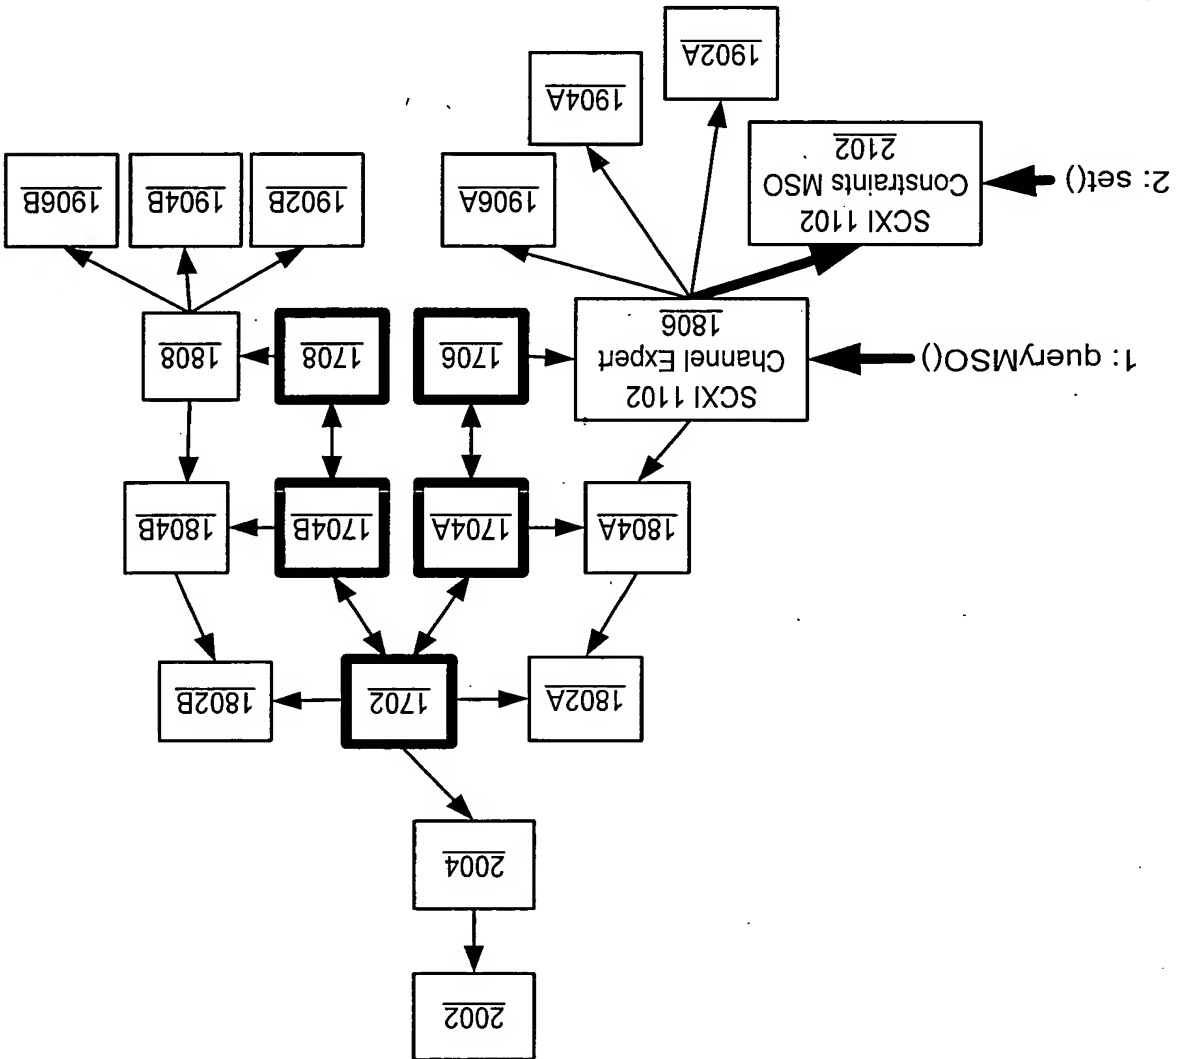 2002
2004
1802A
1702
1802B
1804A
1704A
1704B
1804B
1: queryMSO()
SCXI 1102
Channel Expert
1806
1706
1708
1808
2: set()
SCXI 1102
Constraints MSO
2102
1906A
1902B
1904B
1906B
1904A
1902A